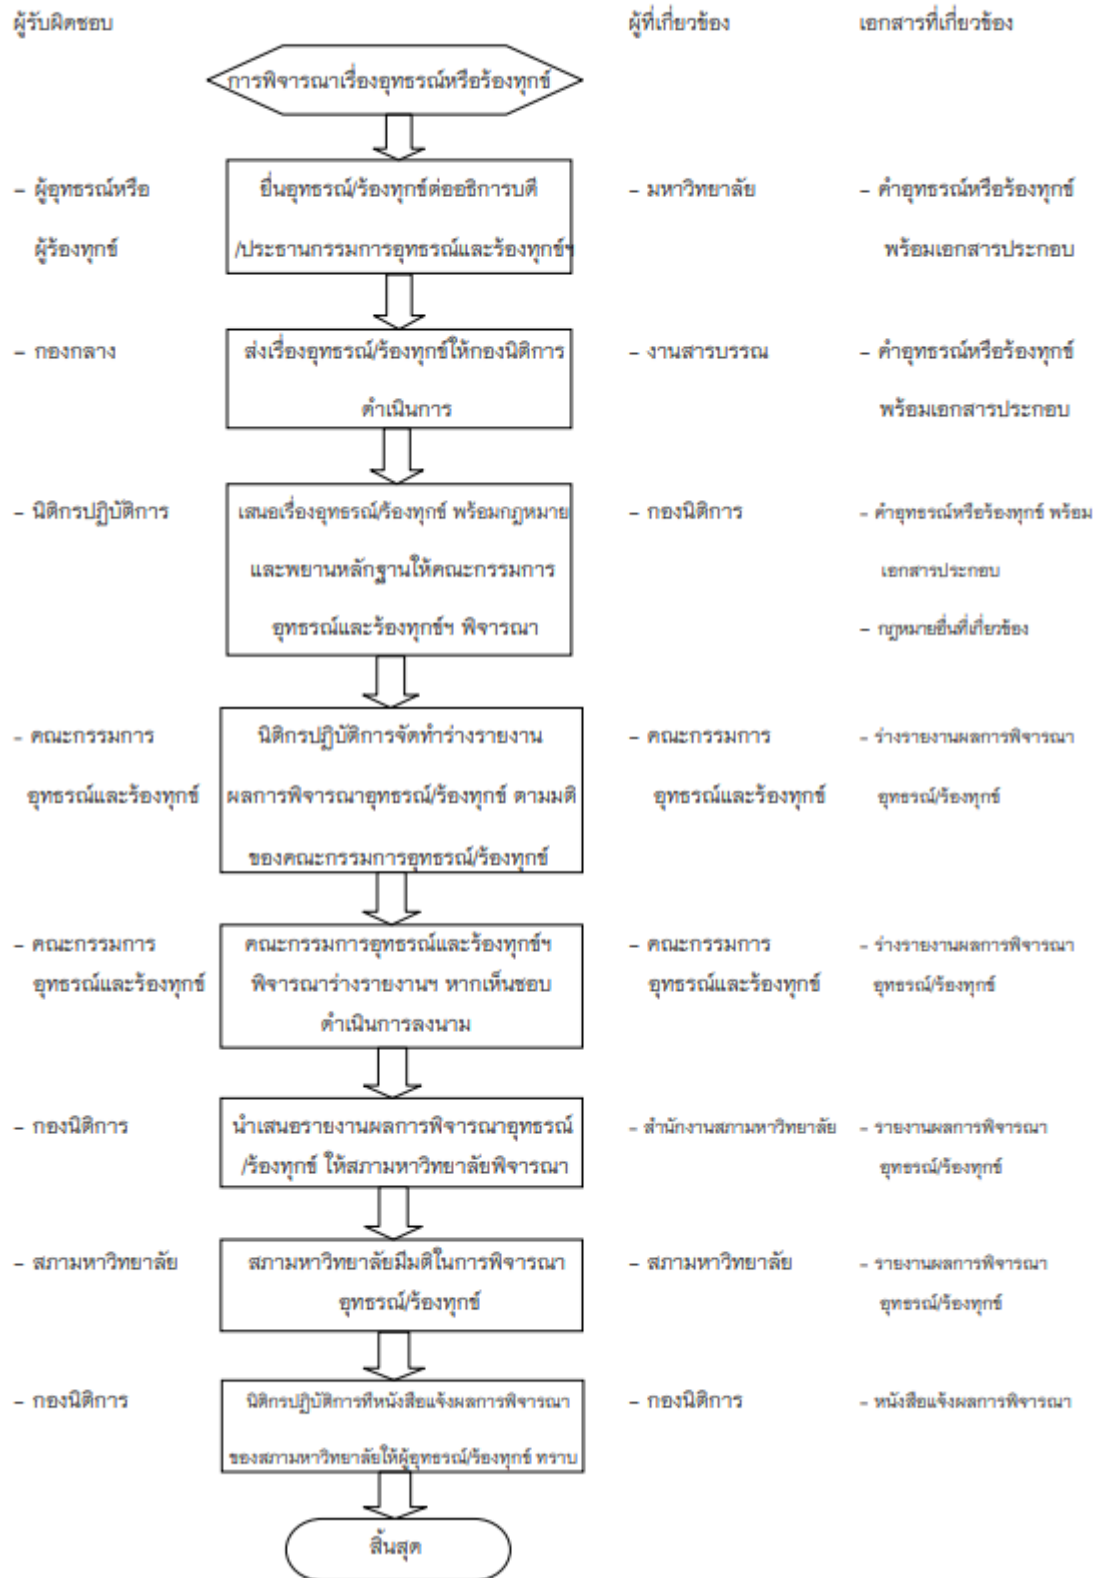 ผู้รับผิดชอบ ผู้ที่เกี่ยวข้อง เอกสารที่เกี่ยวข้อง
การพิจารณาเรื่องอุทธรณ์หรือร้องทุกข์
– ผู้อุทธรณ์หรือ ยื่นอุทธรณ์/ร้องทุกข์ต่ออธิการบดี – มหาวิทยาลัย – คำอุทธรณ์หรือร้องทุกข์
ผู้ร้องทุกข์ /ประธานกรรมการอุทธรณ์และร้องทุกข์ฯ พร้อมเอกสารประกอบ
– กองกลาง ส่งเรื่องอุทธรณ์/ร้องทุกข์ให้กองนิติการ – งานสารบรรณ – คำอุทธรณ์หรือร้องทุกข์
ดำเนินการ พร้อมเอกสารประกอบ
– นิติกรปฏิบัติการ เสนอเรื่องอุทธรณ์/ร้องทุกข์ พร้อมกฎหมาย – กองนิติการ – คำอุทธรณ์หรือร้องทุกข์ พร้อม
และพยานหลักฐานให้คณะกรรมการ เอกสารประกอบ
อุทธรณ์และร้องทุกข์ฯ พิจารณา – กฎหมายอื่นที่เกี่ยวข้อง
– คณะกรรมการ นิติกรปฏิบัติการจัดทำร่างรายงาน – คณะกรรมการ – ร่างรายงานผลการพิจารณา
อุทธรณ์และร้องทุกข์ ผลการพิจารณาอุทธรณ์/ร้องทุกข์ ตามมติ อุทธรณ์และร้องทุกข์ อุทธรณ์/ร้องทุกข์
ของคณะกรรมการอุทธรณ์/ร้องทุกข์
– คณะกรรมการ คณะกรรมการอุทธรณ์และร้องทุกข์ฯ – คณะกรรมการ – ร่างรายงานผลการพิจารณา
อุทธรณ์และร้องทุกข์ พิจารณาร่างรายงานฯ หากเห็นชอบ อุทธรณ์และร้องทุกข์ อุทธรณ์/ร้องทุกข์
ดำเนินการลงนาม
– กองนิติการ นำเสนอรายงานผลการพิจารณาอุทธรณ์ – สำนักงานสภามหาวิทยาลัย – รายงานผลการพิจารณา
/ร้องทุกข์ ให้สภามหาวิทยาลัยพิจารณา อุทธรณ์/ร้องทุกข์
– สภามหาวิทยาลัย สภามหาวิทยาลัยมีมติในการพิจารณา – สภามหาวิทยาลัย – รายงานผลการพิจารณา
อุทธรณ์/ร้องทุกข์ อุทธรณ์/ร้องทุกข์
– กองนิติการ นิติกรปฏิบัติการทำหนังสือแจ้งผลการพิจารณา – กองนิติการ – หนังสือแจ้งผลการพิจารณา
ของสภามหาวิทยาลัยให้ผู้อุทธรณ์/ร้องทุกข์ ทราบ
สิ้นสุด